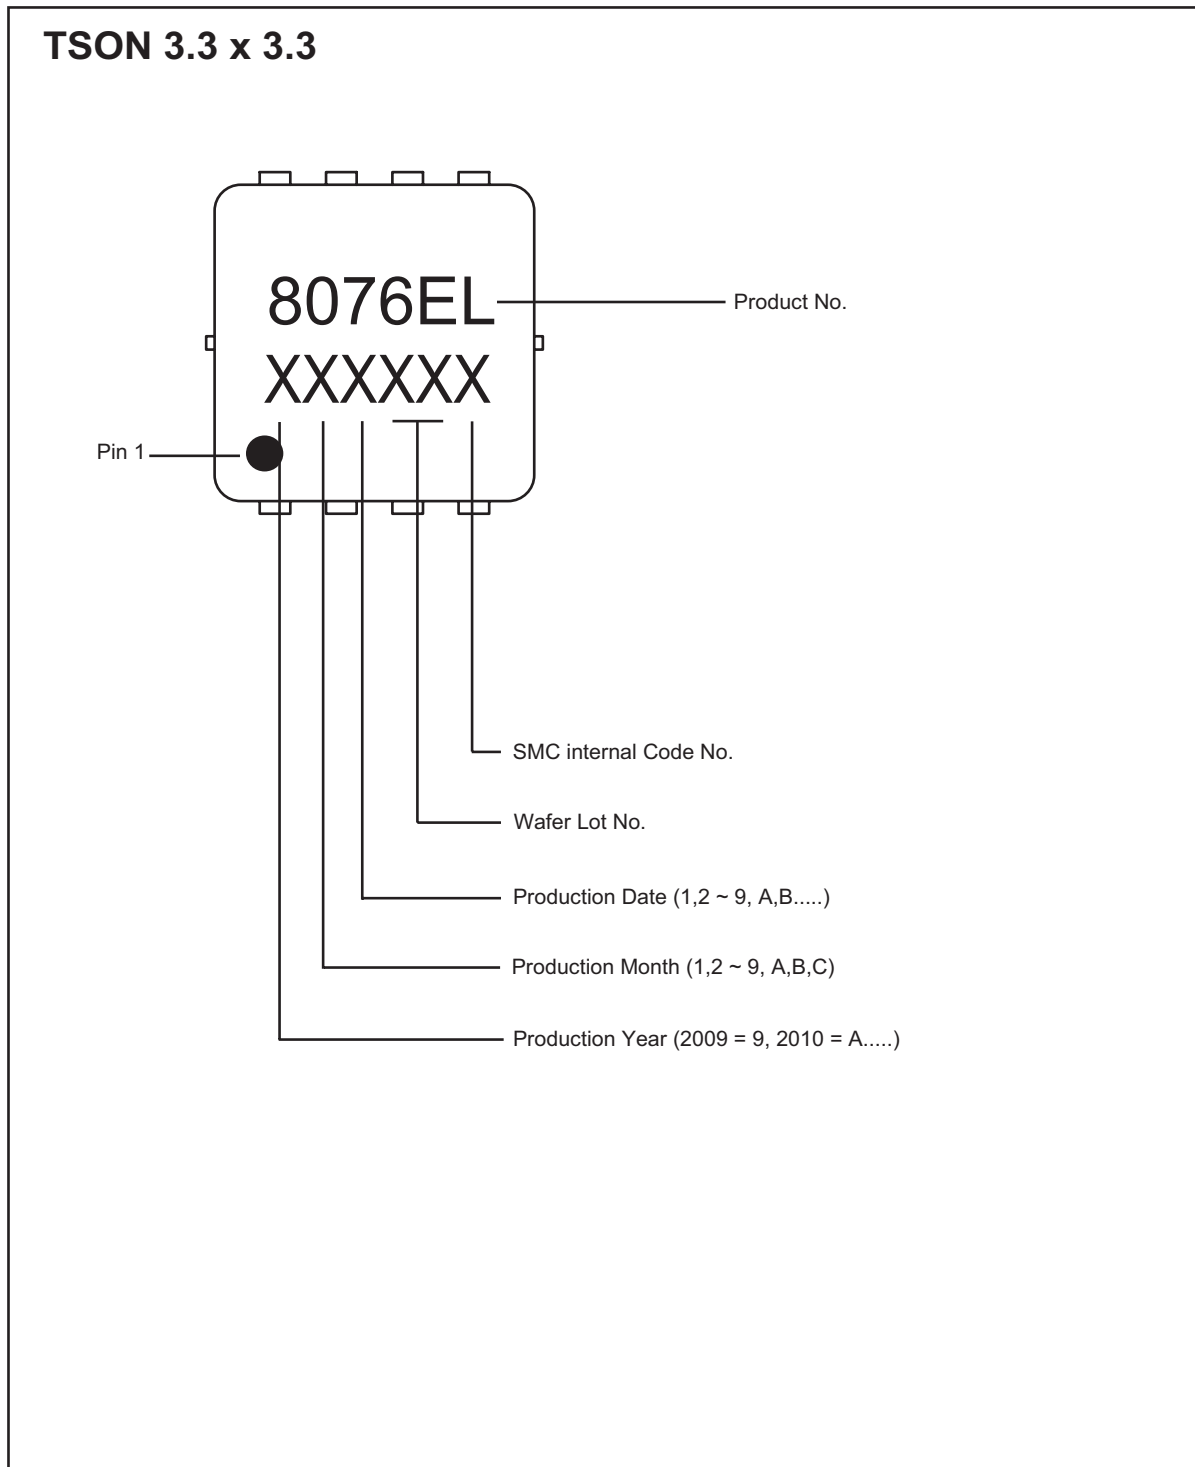 TSON 3.3 x 3.3
8076EL
Product No.
XXXXXX
Pin 1
SMC internal Code No.
Wafer Lot No.
Production Date (1,2 ~ 9, A,B.....)
Production Month (1,2 ~ 9, A,B,C)
Production Year (2009 = 9, 2010 = A.....)